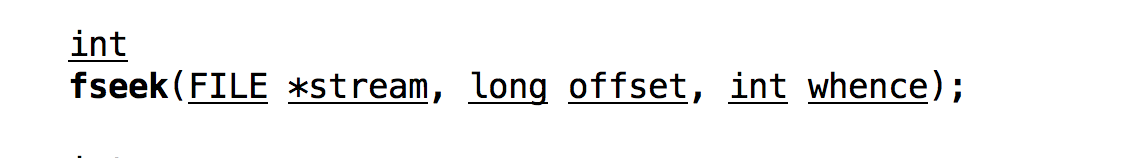 int
fseek(FILE *stream, long offset, int whence);